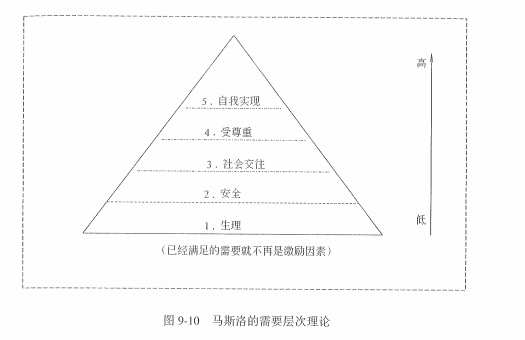 高
5．自我实现
4．受尊重
3．社会交往
2．安全
低
1．生理
（已经满足的需要就不再是激励因素）
图 9-10 马斯洛的需要层次理论